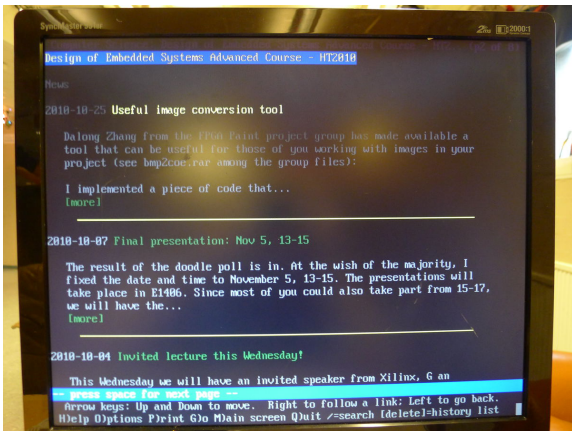 SyncMaster
2ms 2000:1
(p2 of
Design of Embedded Systems Advanced Course - HT2010
News
2010-10-25 Useful image conversion tool
Dalong Zhang from the Paint project group has made available a
tool that can be useful for those of you working with images in your
project (see bmp2coe.rar among the group files):
I implemented a piece of code that...
[more]
2010-10-07 Final presentation: Nov 5, 13-15
The result of the doodle poll is in. At the wish of the majority, I
fixed the date and time to November 5, 13-15. The presentations will
take place in E1406. Since most of you could also take part from 15-17,
we will have the...
[more]
2010-10-04 Invited lecture this Wednesday!
This Wednesday we will have an invited speaker from Xilinx, G an
-- press space for next page --
Arrow keys: Up and Down to move. Right to follow a link; Left to go back.
H)elp O)ptions P)rint G)o M)ain screen Q)uit /=search [delete]=history list